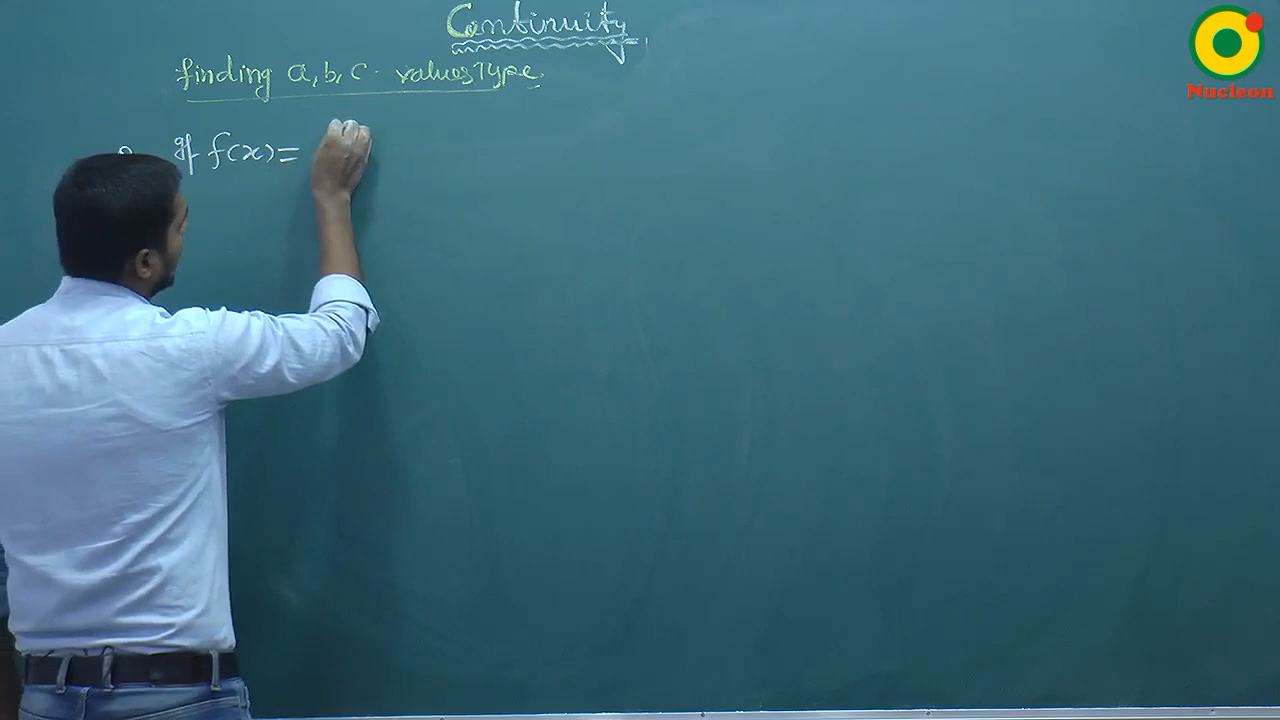 Continuity
finding a, b, c values Type.
If f(x)=
Nucleon